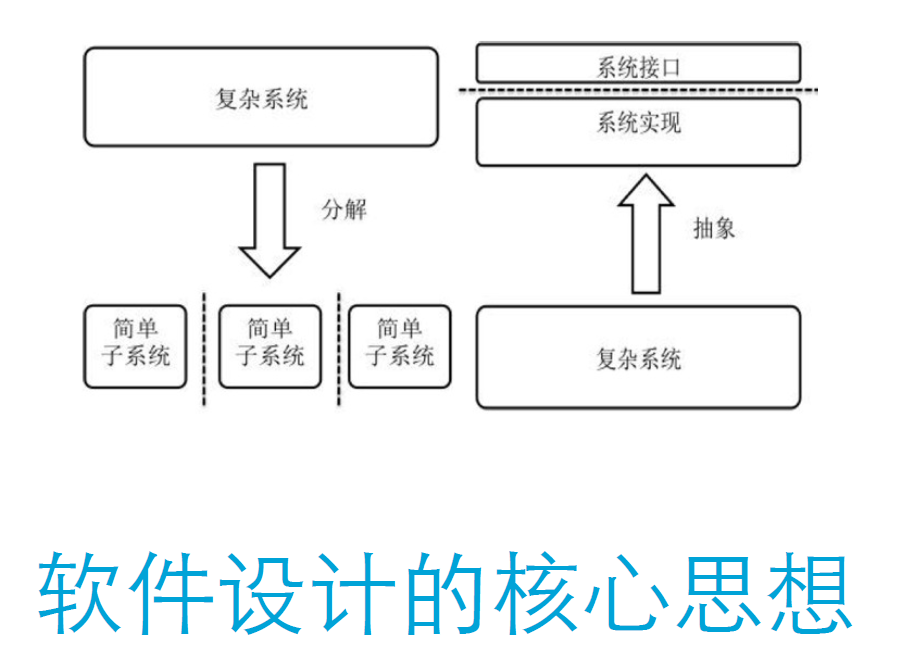 复杂系统
分解
简单
子系统
简单
子系统
简单
子系统
系统接口
系统实现
抽象
复杂系统
软件设计的核心思想